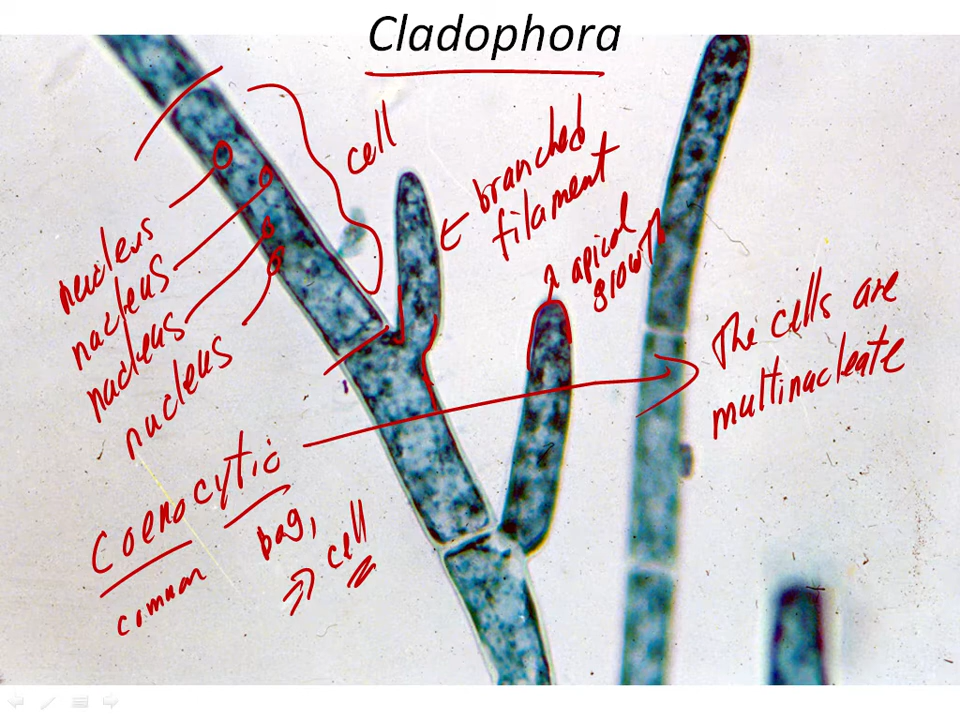 Cladophora
cell
branched
filament
apical
growth
nucleus
nucleus
nucleus
nucleus
The cells are
multinucleate
Coenocytic
common
bag,
⇒ cell